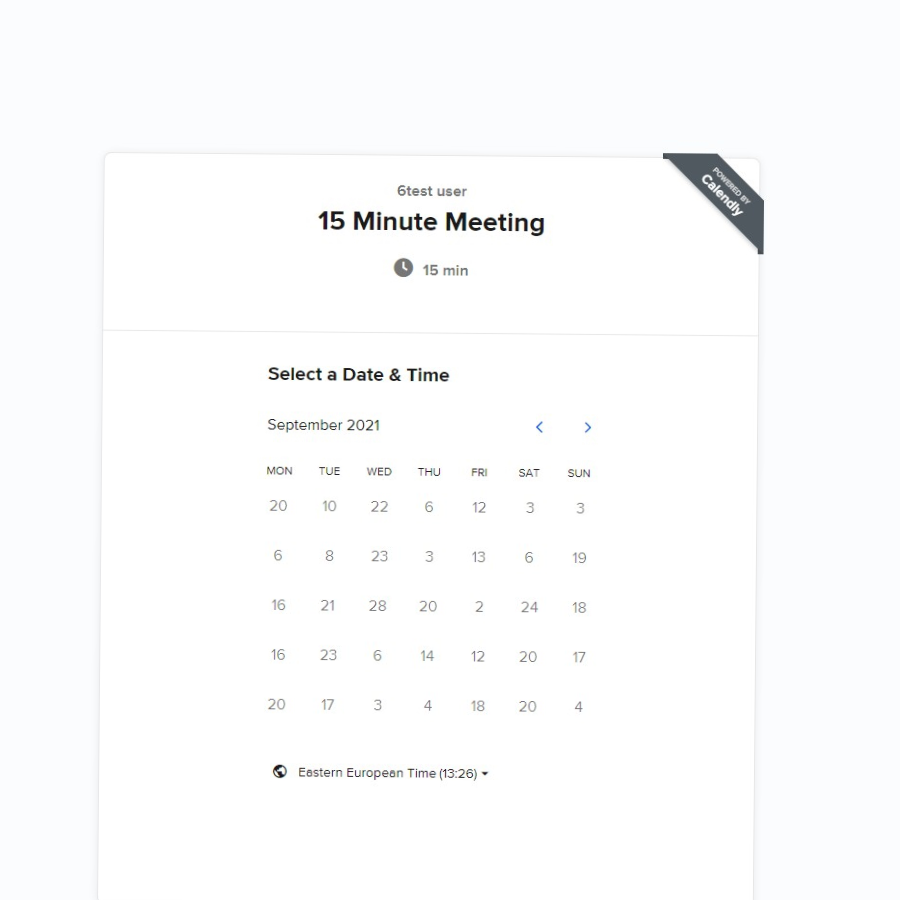 POWERED BY
Calendly
6test user
15 Minute Meeting
15 min
Select a Date & Time
September 2021
MON TUE WED THU FRI SAT SUN
20 10 22 6 12 3 3
6 8 23 3 13 6 19
16 21 28 20 2 24 18
16 23 6 14 12 20 17
20 17 3 4 18 20 4
Eastern European Time (13:26)